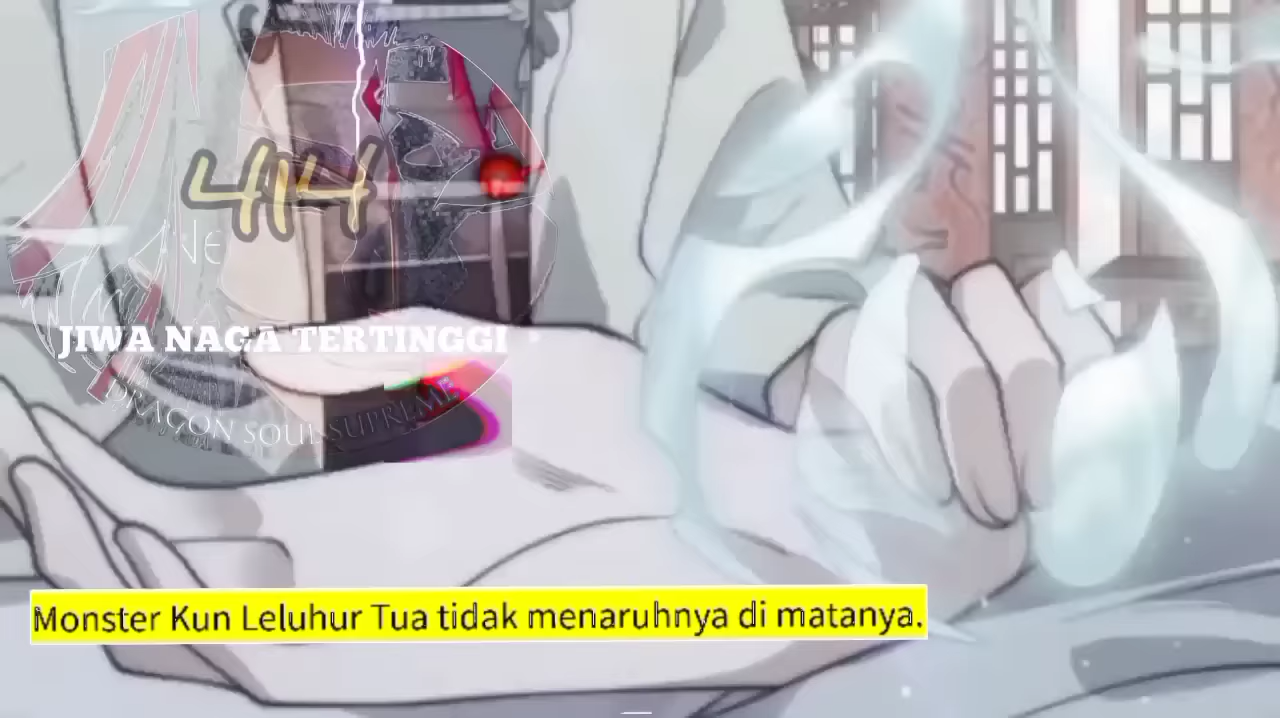 414
JIWA NAGA TERTINGGI
DRAGON SOUL SUPREME
Monster Kun Leluhur Tua tidak menaruhnya di matanya.